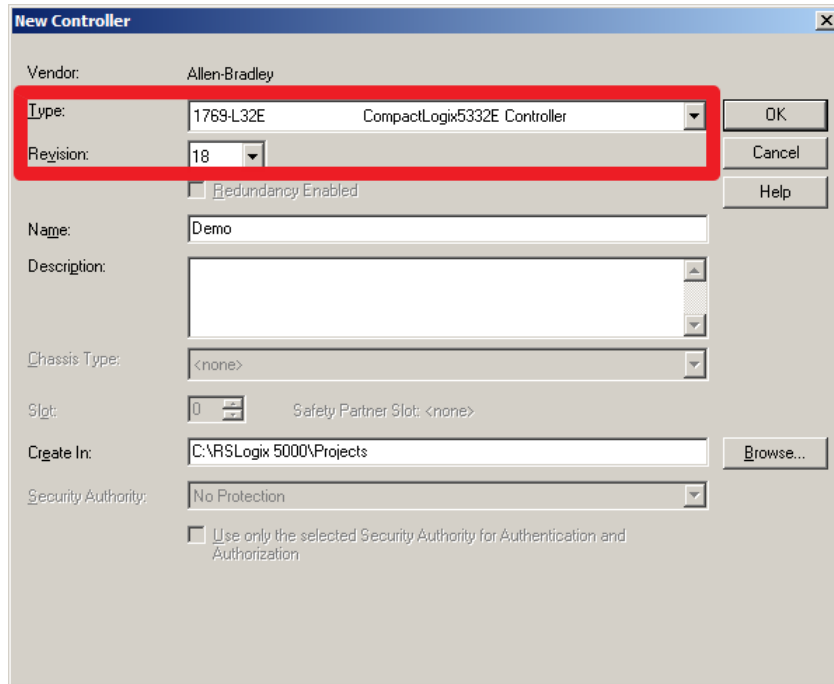 New Controller
Vendor: Allen-Bradley
Type: 1769-L32E CompactLogix5332E Controller OK
Revision: 18 Cancel
Redundancy Enabled Help
Name: Demo
Description:
Chassis Type: <none>
Slot: 0 Safety Partner Slot: <none>
Create In: C:\RSLogix 5000\Projects Browse...
Security Authority: No Protection
Use only the selected Security Authority for Authentication and
Authorization